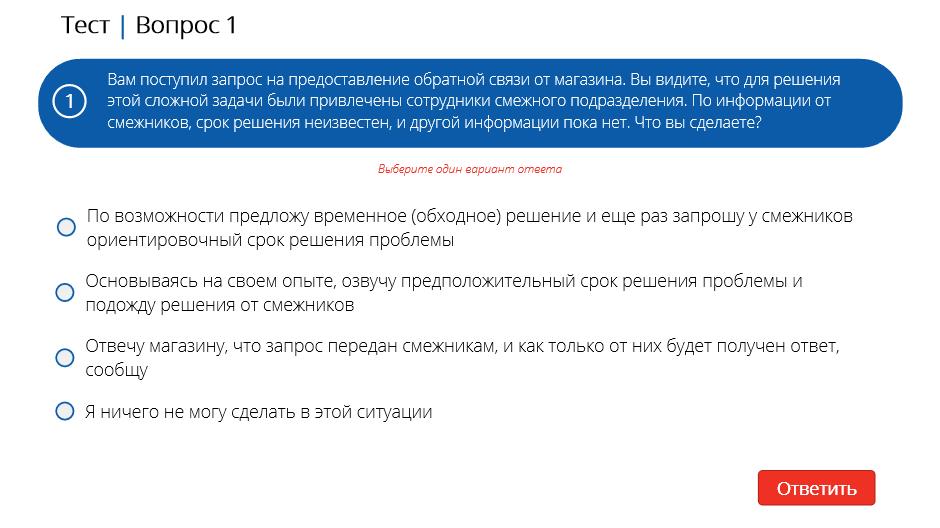 Тест | Вопрос 1
1
Вам поступил запрос на предоставление обратной связи от магазина. Вы видите, что для решения
этой сложной задачи были привлечены сотрудники смежного подразделения. По информации от
смежников, срок решения неизвестен, и другой информации пока нет. Что вы сделаете?
Выберите один вариант ответа
По возможности предложу временное (обходное) решение и еще раз запрошу у смежников
ориентировочный срок решения проблемы
Основываясь на своем опыте, озвучу предположительный срок решения проблемы и
подожду решения от смежников
Отвечу магазину, что запрос передан смежникам, и как только от них будет получен ответ,
сообщу
Я ничего не могу сделать в этой ситуации
Ответить